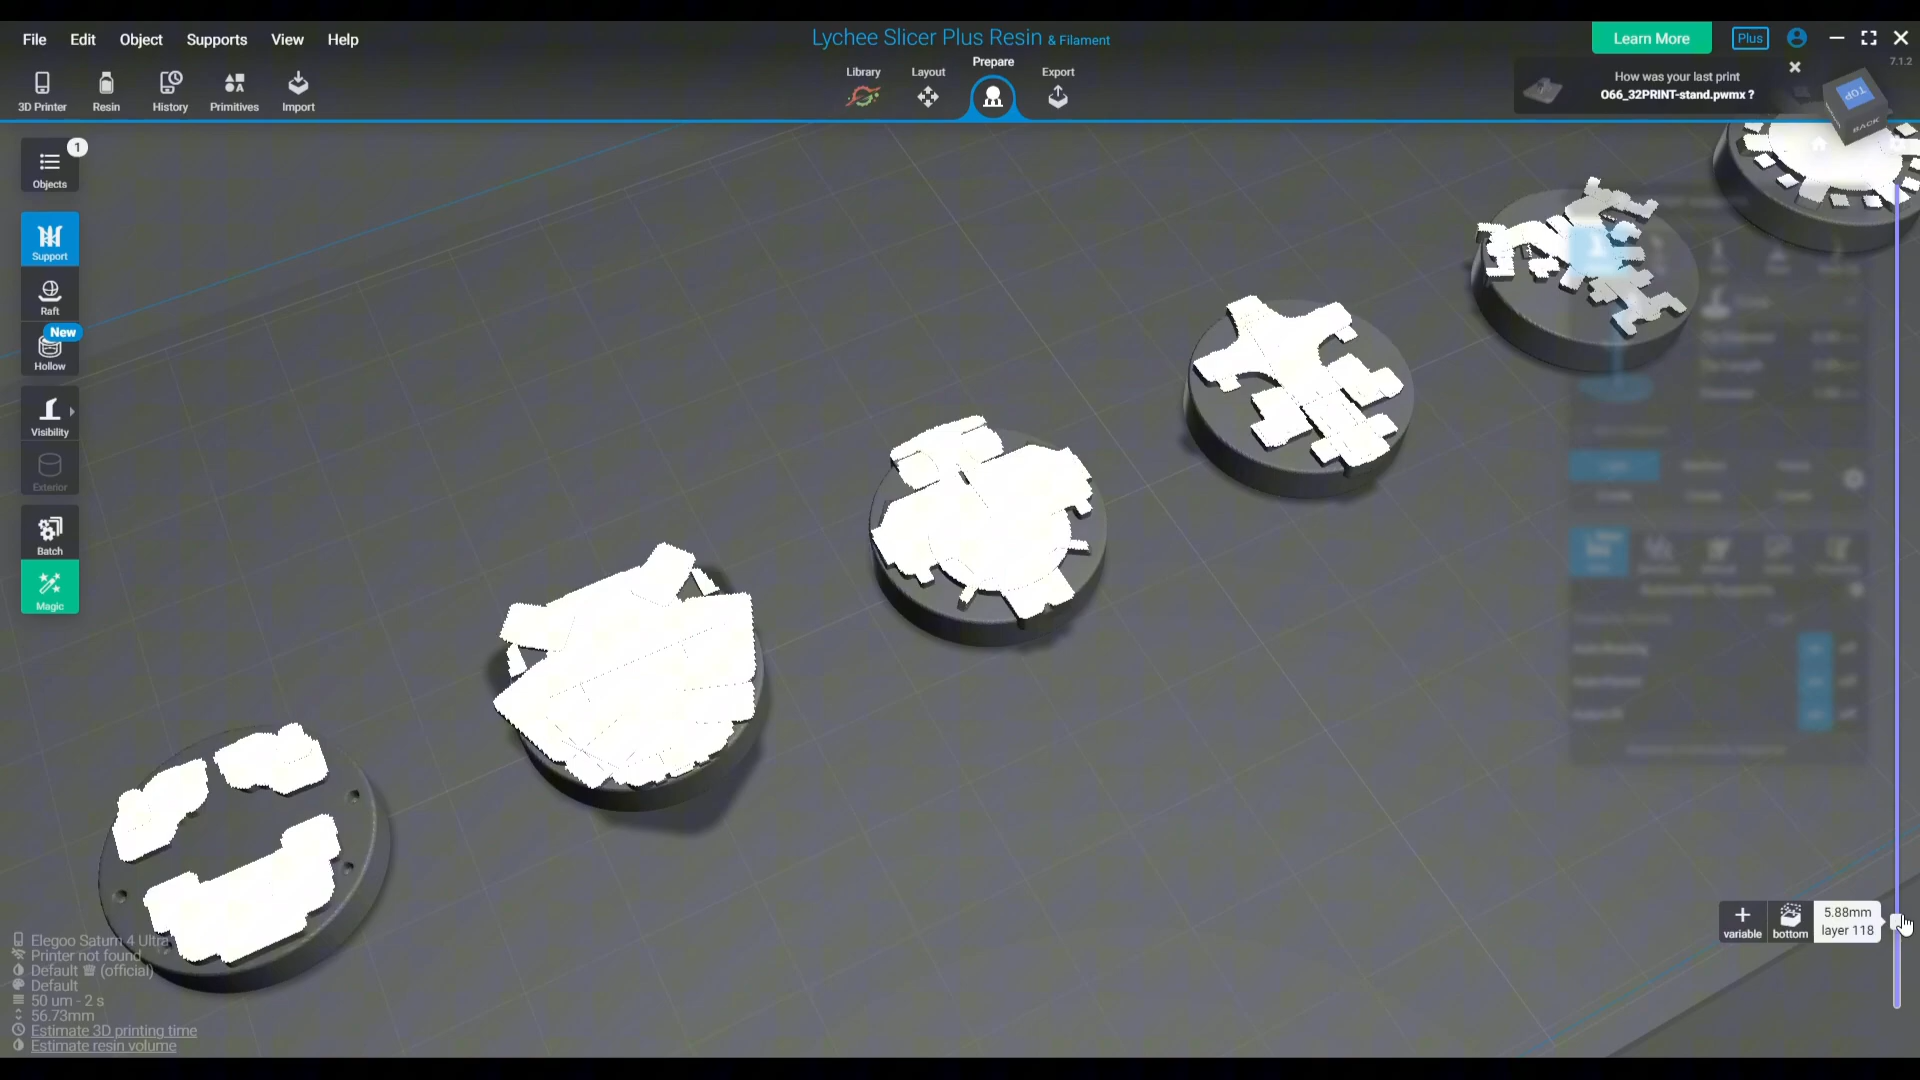 File Edit Object Supports View Help
Lychee Slicer Plus Resin & Filament
Learn More
Plus
7.1.2
3D Printer
Resin
History
Primitives
Import
Library
Layout
Prepare
Export
How was your last print
O66_32PRINT-stand.pwmx ?
TOP
BACK
1
Objects
Support
Raft
New
Hollow
Visibility
Exterior
Batch
Magic
variable
bottom
5.88mm
layer 118
Elegoo Saturn 4 Ultra
Printer not found
Default (official)
Default
50 um - 2 s
56.73mm
Estimate 3D printing time
Estimate resin volume